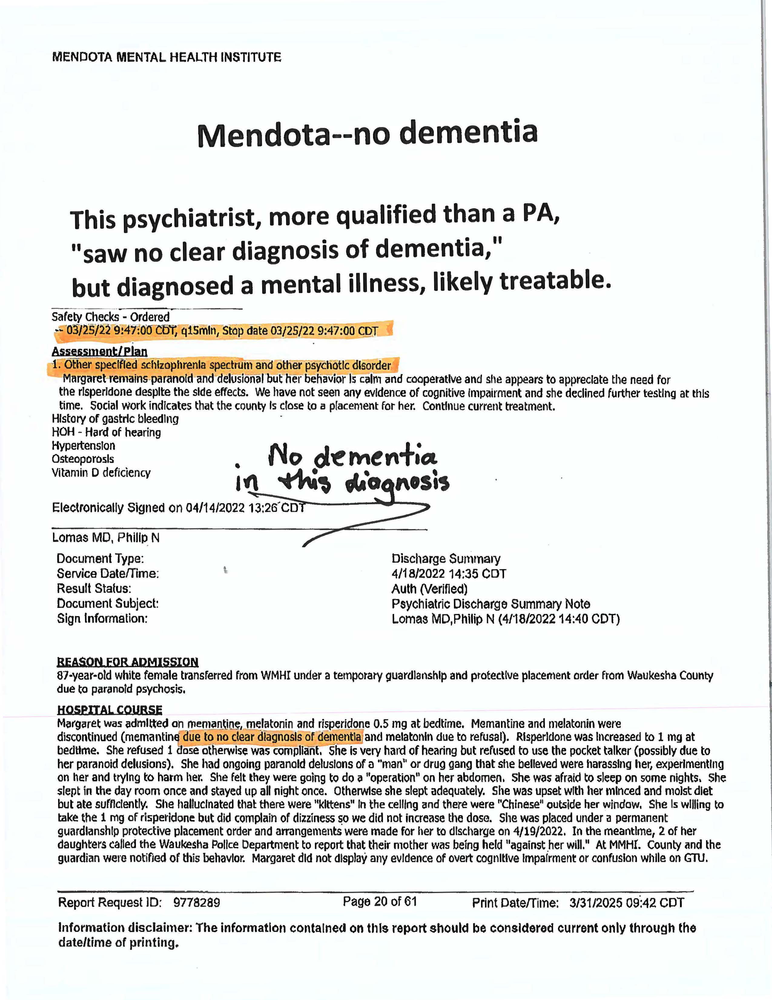 MENDOTA MENTAL HEALTH INSTITUTE
Mendota--no dementia
This psychiatrist, more qualified than a PA,
"saw no clear diagnosis of dementia,"
but diagnosed a mental illness, likely treatable.
Safety Checks - Ordered
-- 03/25/22 9:47:00 CDT, q15min, Stop date 03/25/22 9:47:00 CDT
Assessment/Plan
1. Other specified schizophrenia spectrum and other psychotic disorder
Margaret remains paranoid and delusional but her behavior is calm and cooperative and she appears to appreciate the need for
the risperidone despite the side effects. We have not seen any evidence of cognitive impairment and she declined further testing at this
time. Social work indicates that the county is close to a placement for her. Continue current treatment.
History of gastric bleeding
HOH - Hard of hearing
Hypertension
Osteoporosis
Vitamin D deficiency
No dementia
in this diagnosis
Electronically Signed on 04/14/2022 13:26 CDT
Lomas MD, Philip N
Document Type: Discharge Summary
Service Date/Time: 4/18/2022 14:35 CDT
Result Status: Auth (Verified)
Document Subject: Psychiatric Discharge Summary Note
Sign Information: Lomas MD,Philip N (4/18/2022 14:40 CDT)
REASON FOR ADMISSION
87-year-old white female transferred from WMHI under a temporary guardianship and protective placement order from Waukesha County
due to paranoid psychosis.
HOSPITAL COURSE
Margaret was admitted on memantine, melatonin and risperidone 0.5 mg at bedtime. Memantine and melatonin were
discontinued (memantine due to no clear diagnosis of dementia and melatonin due to refusal). Risperidone was increased to 1 mg at
bedtime. She refused 1 dose otherwise was compliant. She is very hard of hearing but refused to use the pocket talker (possibly due to
her paranoid delusions). She had ongoing paranoid delusions of a "man" or drug gang that she believed were harassing her, experimenting
on her and trying to harm her. She felt they were going to do a "operation" on her abdomen. She was afraid to sleep on some nights. She
slept in the day room once and stayed up all night once. Otherwise she slept adequately. She was upset with her minced and moist diet
but ate sufficiently. She hallucinated that there were "kittens" in the ceiling and there were "Chinese" outside her window. She is willing to
take the 1 mg of risperidone but did complain of dizziness so we did not increase the dose. She was placed under a permanent
guardianship protective placement order and arrangements were made for her to discharge on 4/19/2022. In the meantime, 2 of her
daughters called the Waukesha Police Department to report that their mother was being held "against her will." At MMHI. County and the
guardian were notified of this behavior. Margaret did not display any evidence of overt cognitive impairment or confusion while on GTU.
Report Request ID: 9778289 Page 20 of 61 Print Date/Time: 3/31/2025 09:42 CDT
Information disclaimer: The information contained on this report should be considered current only through the
date/time of printing.